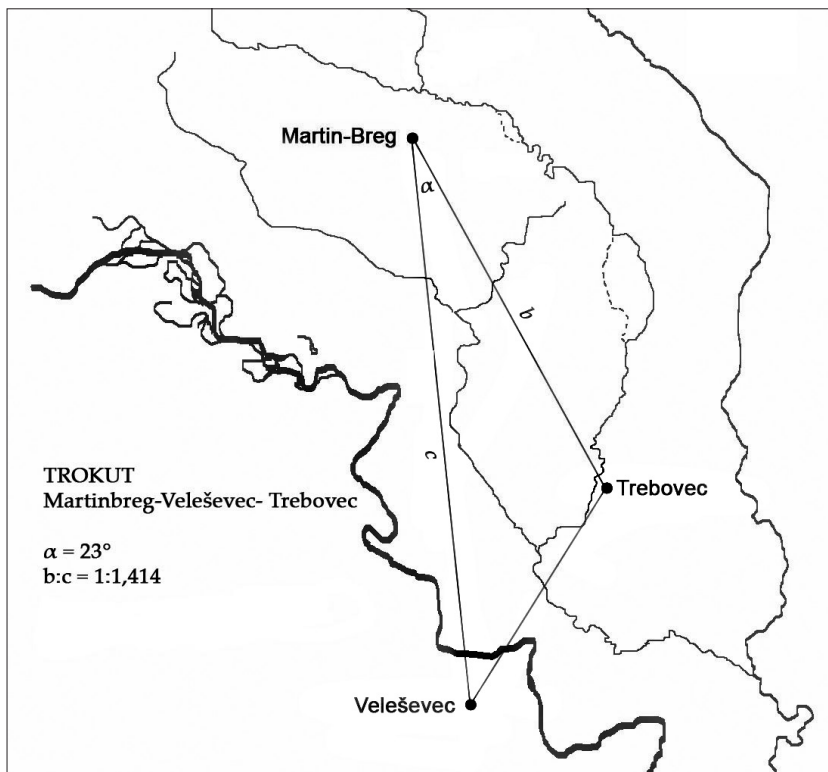 Martin-Breg
α
b
c
TROKUT
Martinbreg-Veleševec- Trebovec
Trebovec
α = 23°
b:c = 1:1,414
Veleševec